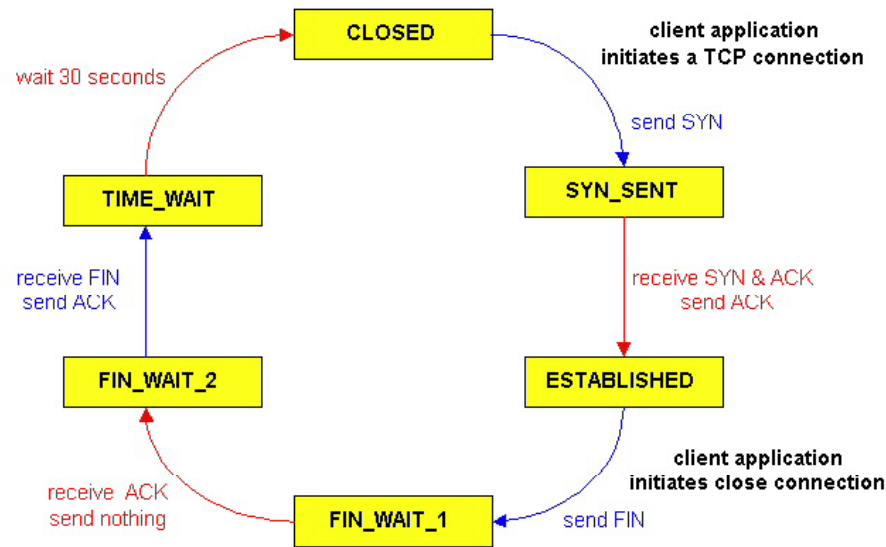 CLOSED
client application
initiates a TCP connection
wait 30 seconds
send SYN
TIME_WAIT
SYN_SENT
receive FIN
send ACK
receive SYN & ACK
send ACK
FIN_WAIT_2
ESTABLISHED
client application
initiates close connection
receive ACK
send nothing
FIN_WAIT_1
send FIN